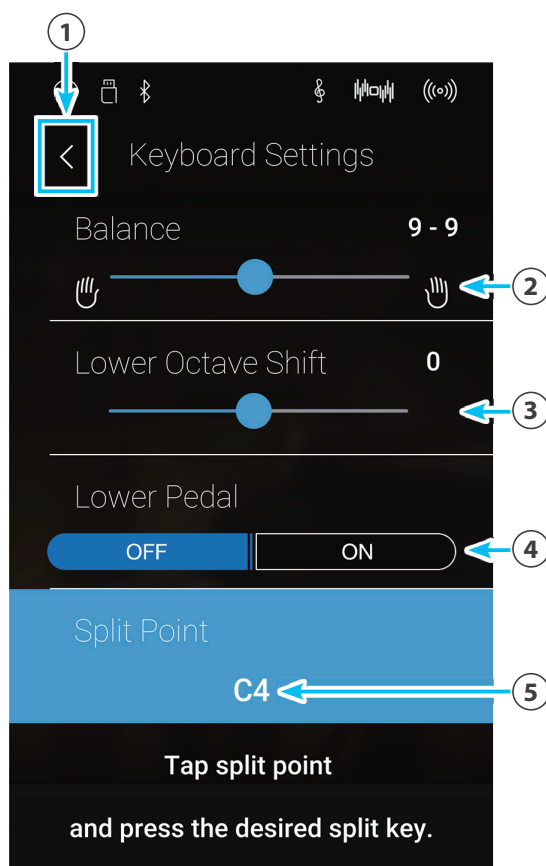 1
Keyboard Settings
Balance 9 - 9
2
Lower Octave Shift 0
3
Lower Pedal
OFF ON
4
Split Point
C4
5
Tap split point
and press the desired split key.